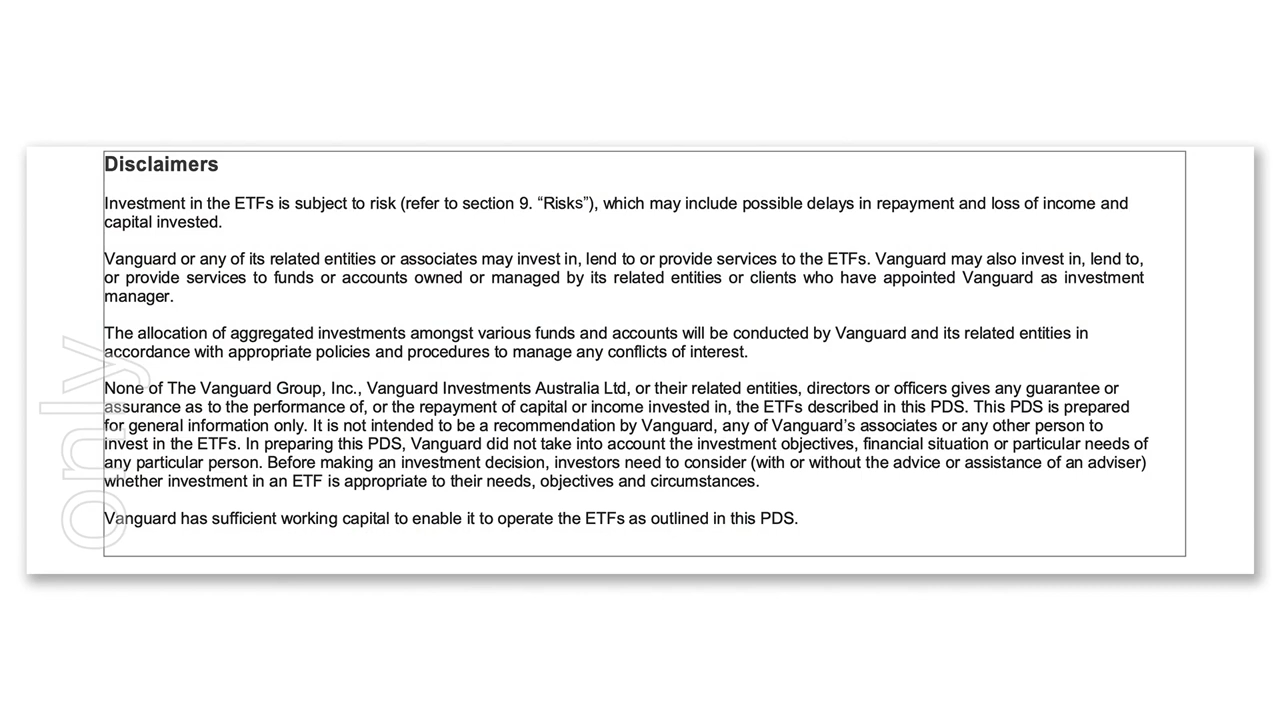 Disclaimers
Investment in the ETFs is subject to risk (refer to section 9. “Risks”), which may include possible delays in repayment and loss of income and
capital invested.
Vanguard or any of its related entities or associates may invest in, lend to or provide services to the ETFs. Vanguard may also invest in, lend to,
or provide services to funds or accounts owned or managed by its related entities or clients who have appointed Vanguard as investment
manager.
The allocation of aggregated investments amongst various funds and accounts will be conducted by Vanguard and its related entities in
accordance with appropriate policies and procedures to manage any conflicts of interest.
None of The Vanguard Group, Inc., Vanguard Investments Australia Ltd, or their related entities, directors or officers gives any guarantee or
assurance as to the performance of, or the repayment of capital or income invested in, the ETFs described in this PDS. This PDS is prepared
for general information only. It is not intended to be a recommendation by Vanguard, any of Vanguard’s associates or any other person to
invest in the ETFs. In preparing this PDS, Vanguard did not take into account the investment objectives, financial situation or particular needs of
any particular person. Before making an investment decision, investors need to consider (with or without the advice or assistance of an adviser)
whether investment in an ETF is appropriate to their needs, objectives and circumstances.
Vanguard has sufficient working capital to enable it to operate the ETFs as outlined in this PDS.
only